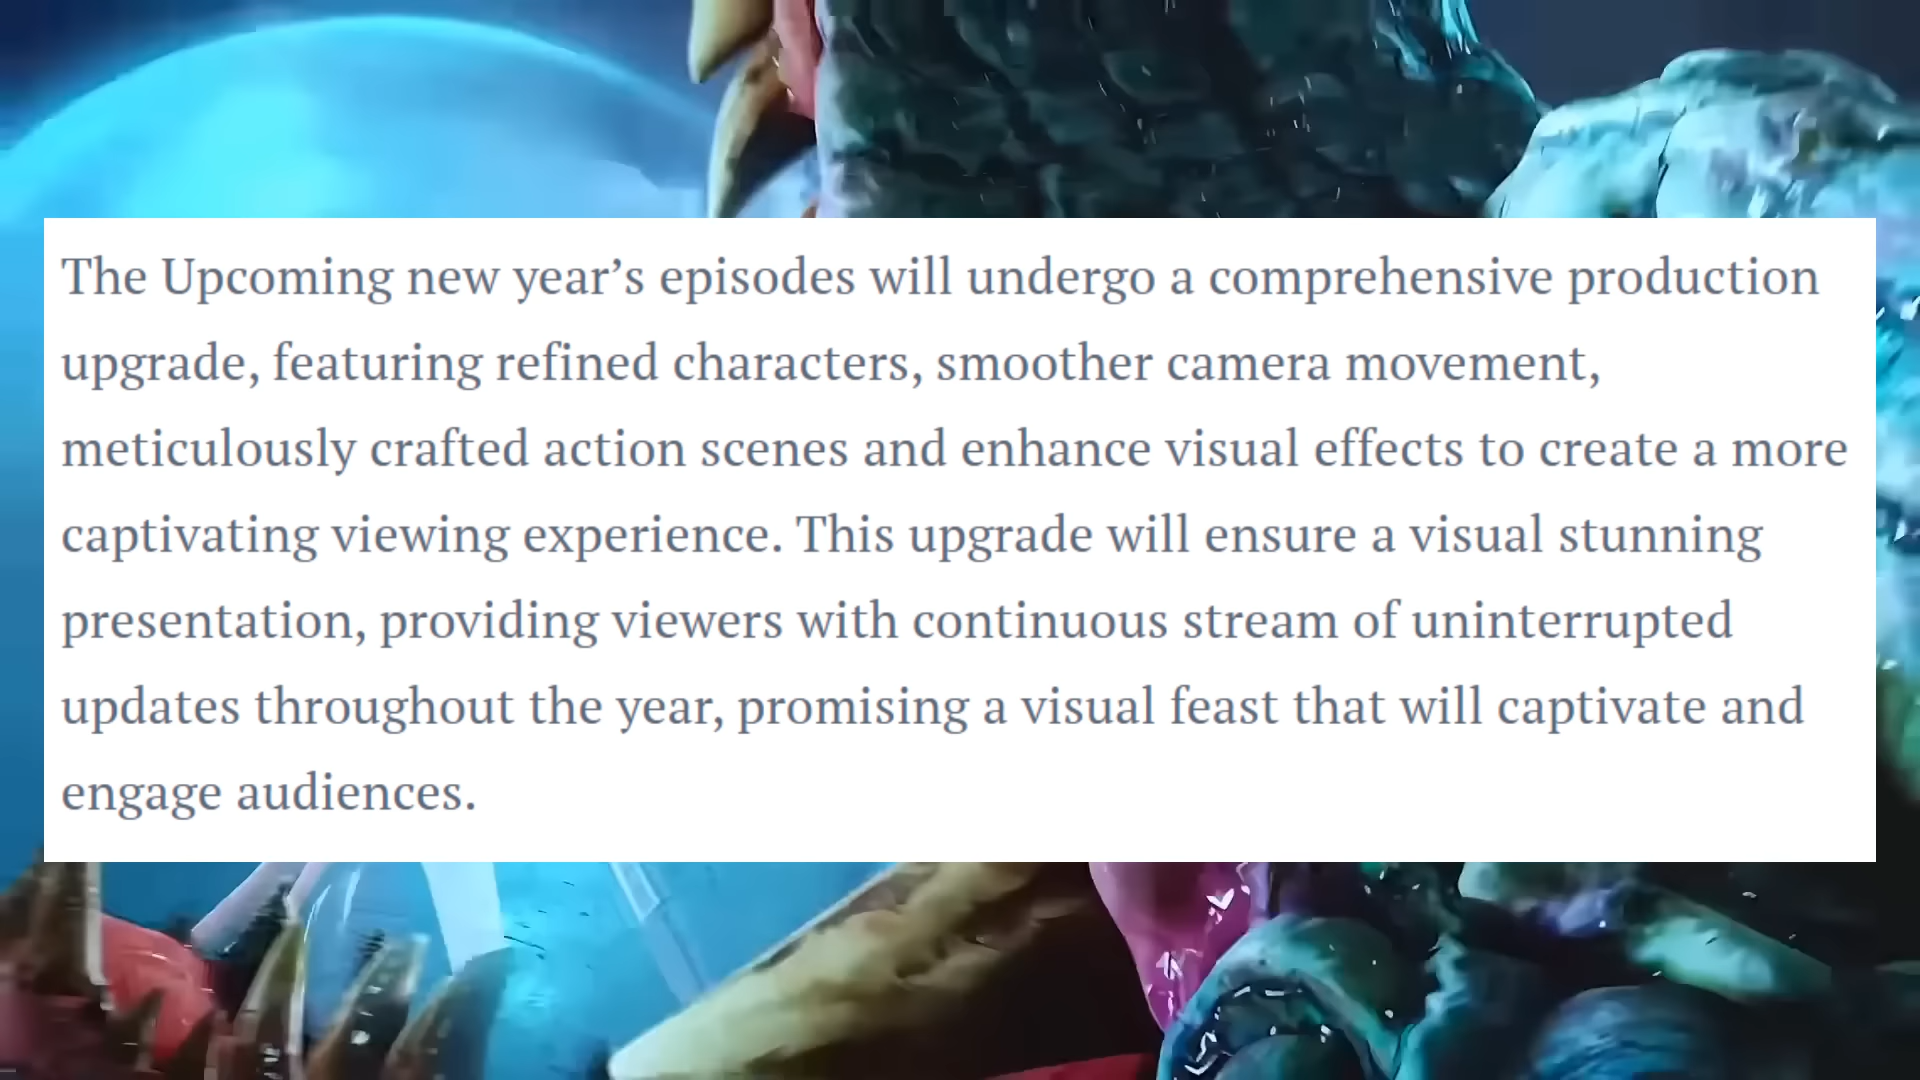 The Upcoming new year’s episodes will undergo a comprehensive production
upgrade, featuring refined characters, smoother camera movement,
meticulously crafted action scenes and enhance visual effects to create a more
captivating viewing experience. This upgrade will ensure a visual stunning
presentation, providing viewers with continuous stream of uninterrupted
updates throughout the year, promising a visual feast that will captivate and
engage audiences.